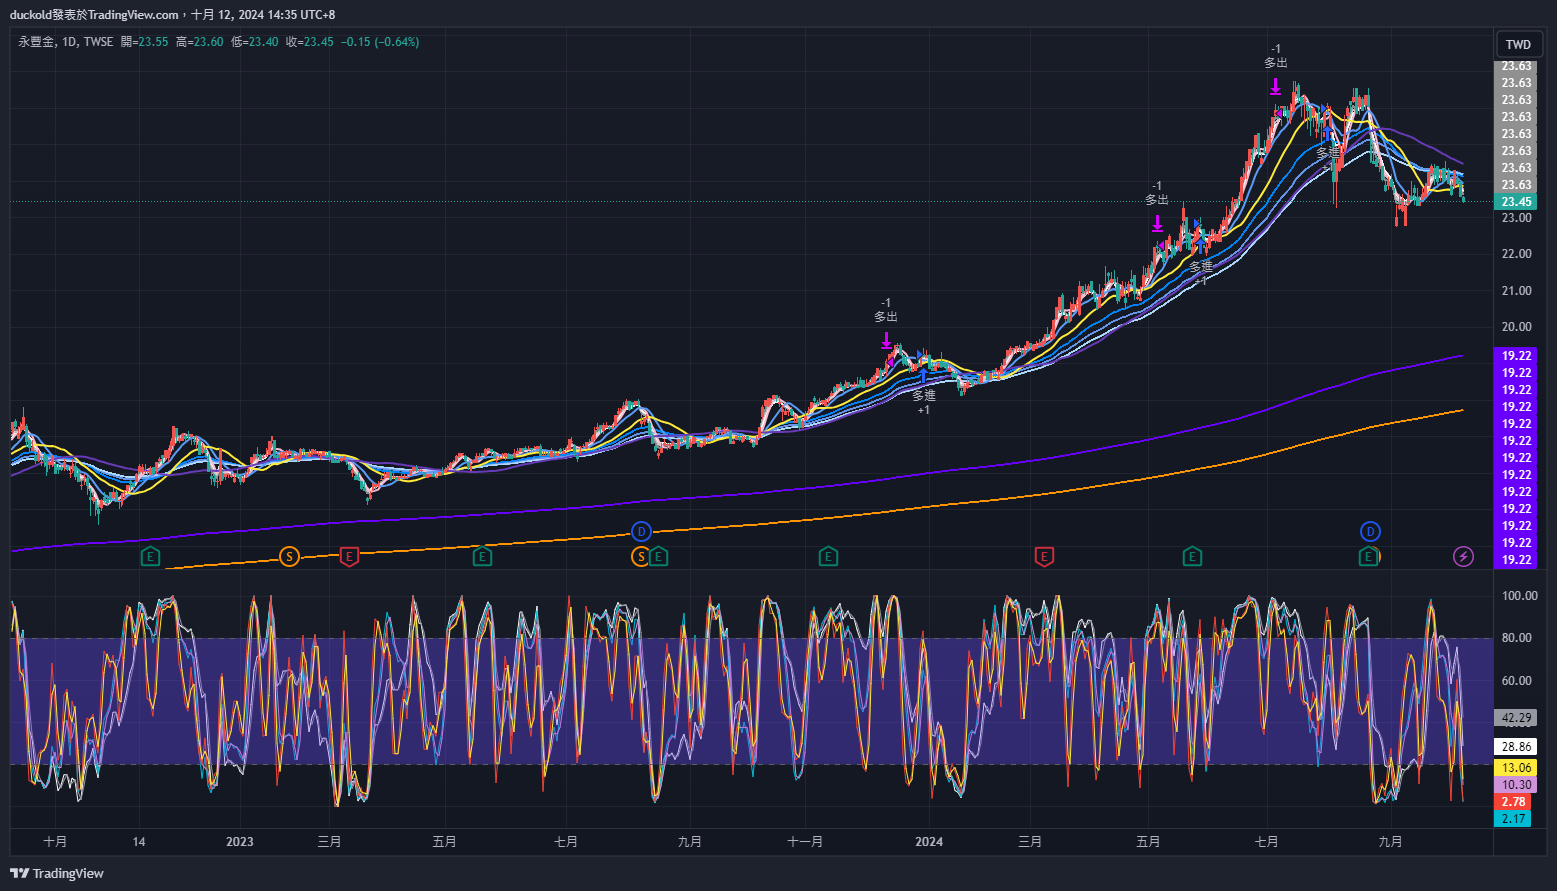 duckold發表於TradingView.com，十月 12, 2024 14:35 UTC+8
永豐金, 1D, TWSE 開=23.55 高=23.60 低=23.40 收=23.45 −0.15 (−0.64%)
TWD
23.63
23.63
23.63
23.63
23.63
23.63
23.63
23.63
23.45
23.00
22.00
21.00
20.00
19.22
19.22
19.22
19.22
19.22
19.22
19.22
19.22
19.22
19.22
19.22
19.22
19.22
-1
多出
多進
-1
多出
多進
+1
-1
多出
多進
+1
D
D
E
S
E
E
S
E
E
E
E
E
100.00
80.00
60.00
42.29
28.86
13.06
10.30
2.78
2.17
十月 14 2023 三月 五月 七月 九月 十一月 2024 三月 五月 七月 九月
TradingView